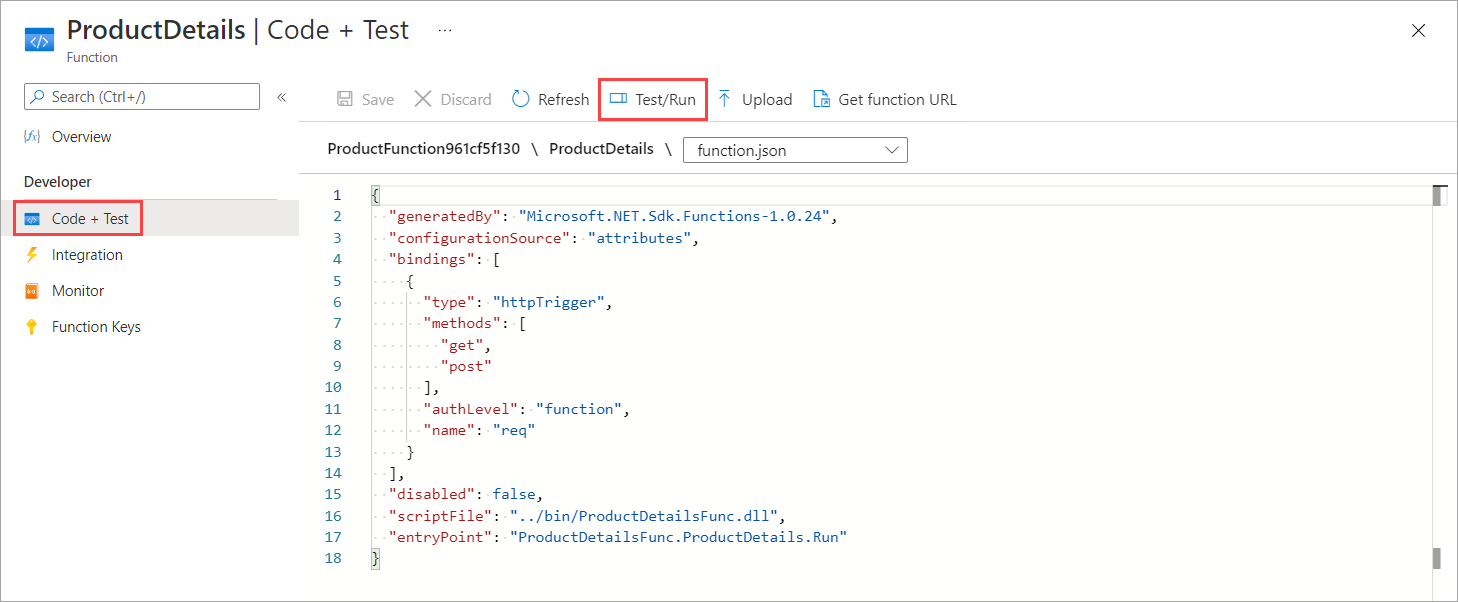 ProductDetails | Code + Test ...
Function
Search (Ctrl+/)
«
Overview
Developer
Code + Test
Integration
Monitor
Function Keys
Save Discard Refresh Test/Run Upload Get function URL
ProductFunction961cf5f130 \ ProductDetails \ function.json
1 {
2 "generatedBy": "Microsoft.NET.Sdk.Functions-1.0.24",
3 "configurationSource": "attributes",
4 "bindings": [
5 {
6 "type": "httpTrigger",
7 "methods": [
8 "get",
9 "post"
10 ],
11 "authLevel": "function",
12 "name": "req"
13 }
14 ],
15 "disabled": false,
16 "scriptFile": "../bin/ProductDetailsFunc.dll",
17 "entryPoint": "ProductDetailsFunc.ProductDetails.Run"
18 }